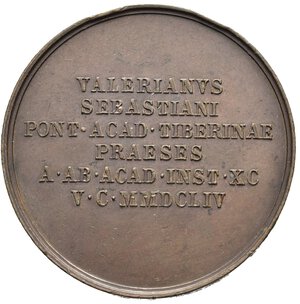 VALERIANVS
SEBASTIANI
PONT·ACAD·TIBERINAE
PRAESES
A·AB·ACAD·INST·XC
V·C·MMDCLIV